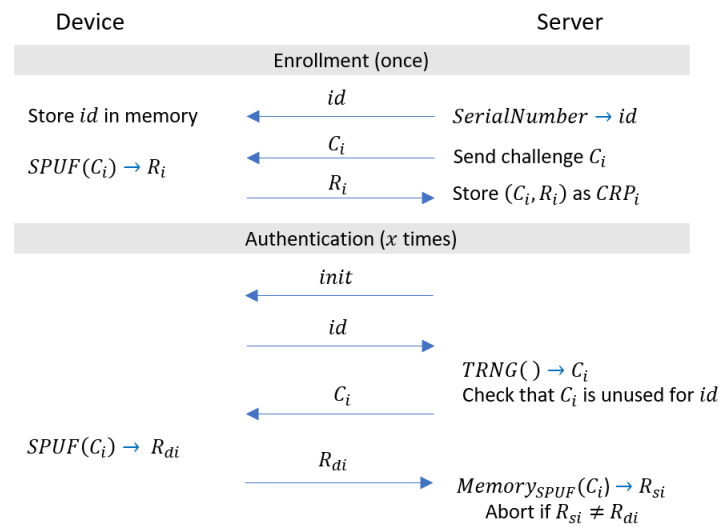 Device Server
Enrollment (once)
id
Store id in memory SerialNumber → id
C_i
SPUF(C_i) → R_i Send challenge C_i
R_i
Store (C_i, R_i) as CRP_i
Authentication (x times)
init
id
TRNG( ) → C_i
Check that C_i is unused for id
C_i
SPUF(C_i) → R_di
R_di
Memory_SPUF(C_i) → R_si
Abort if R_si ≠ R_di